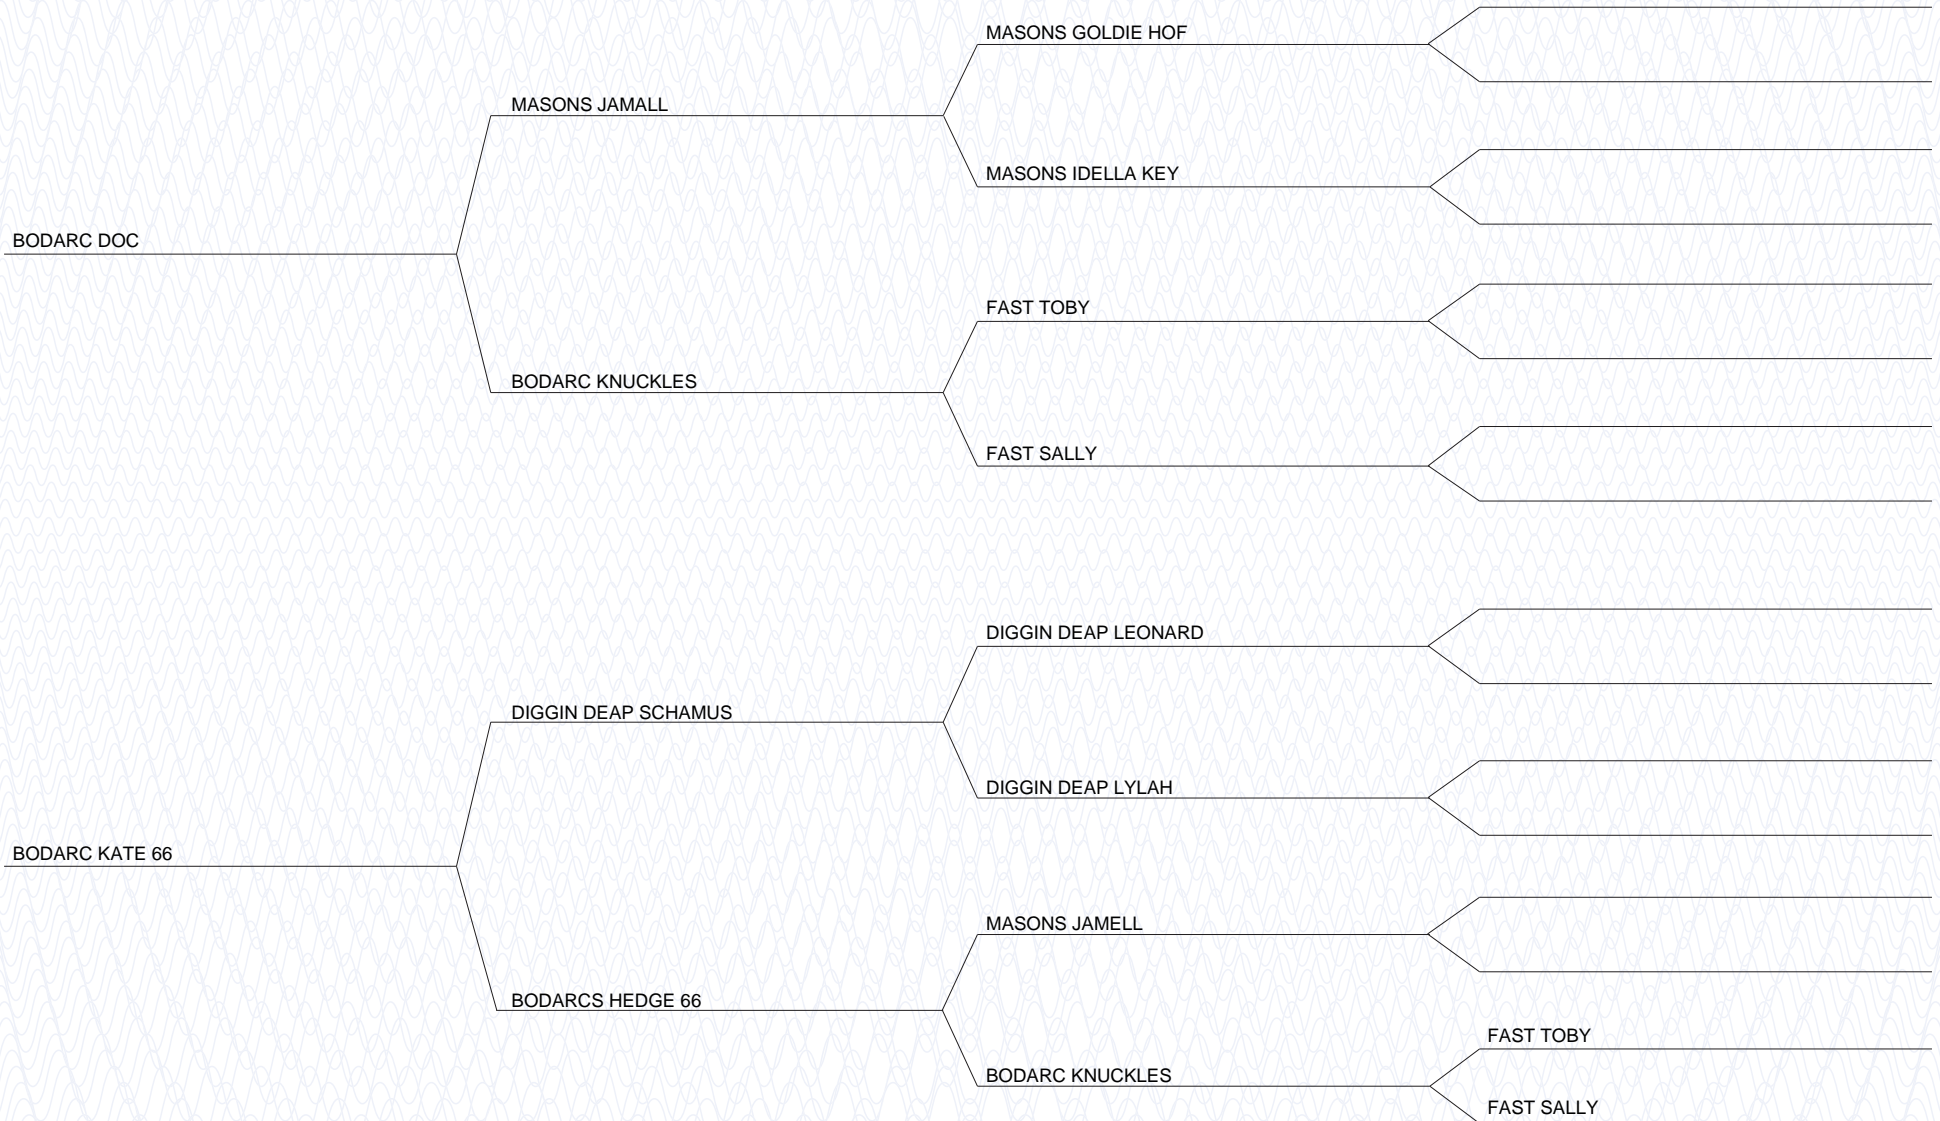 MASONS GOLDIE HOF
MASONS JAMALL
MASONS IDELLA KEY
BODARC DOC
FAST TOBY
BODARC KNUCKLES
FAST SALLY
DIGGIN DEAP LEONARD
DIGGIN DEAP SCHAMUS
DIGGIN DEAP LYLAH
BODARC KATE 66
MASONS JAMELL
BODARCS HEDGE 66
FAST TOBY
BODARC KNUCKLES
FAST SALLY